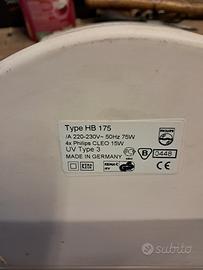 Type HB 175
/A 220-230V~ 50Hz 75W
4x Philips CLEO 15W
UV Type 3
MADE IN GERMANY
PHILIPS
B 0448
subito